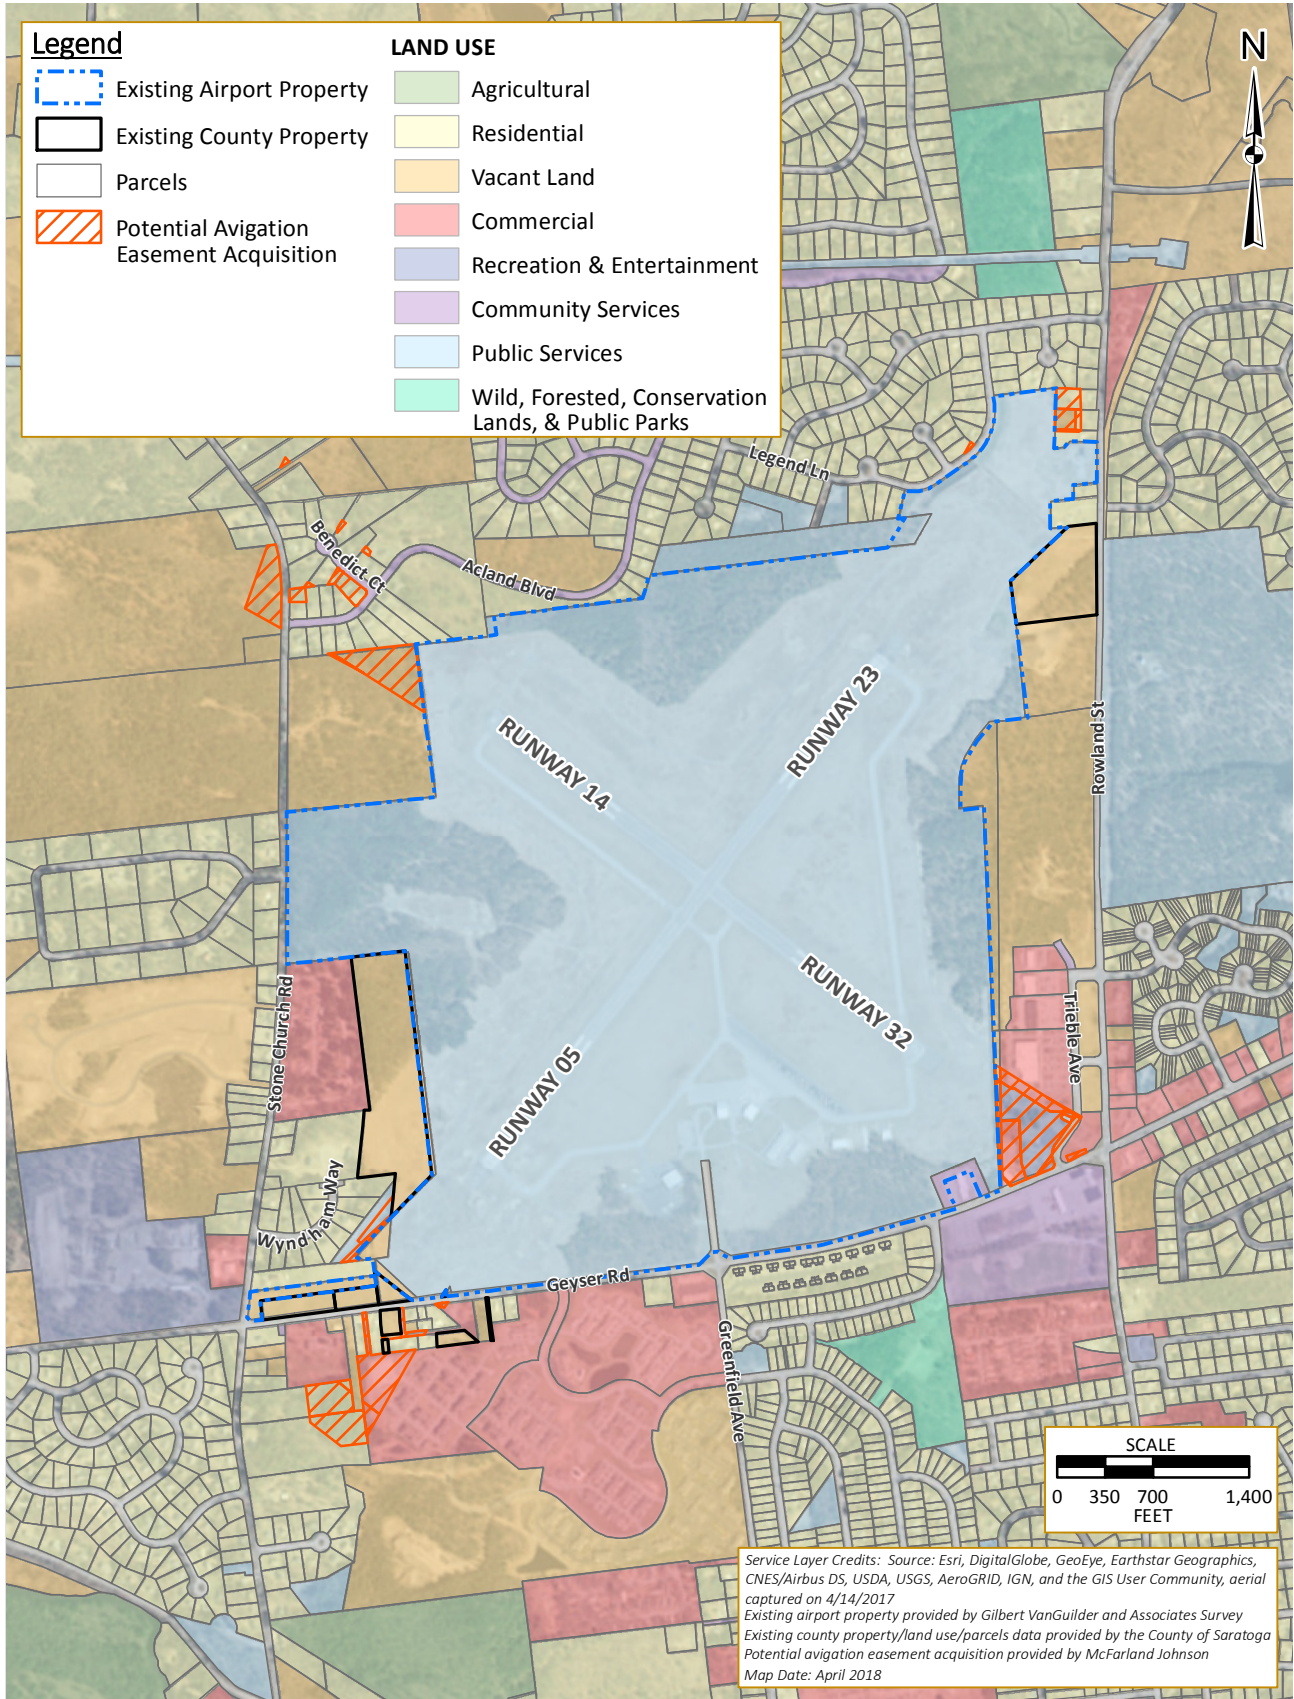 Legend
Existing Airport Property
Existing County Property
Parcels
Potential Avigation
Easement Acquisition
LAND USE
Agricultural
Residential
Vacant Land
Commercial
Recreation & Entertainment
Community Services
Public Services
Wild, Forested, Conservation
Lands, & Public Parks
N
Legend Ln
Benedict Ct
Acland Blvd
RUNWAY 23
RUNWAY 14
Rowland St
RUNWAY 32
Stone Church Rd
Trieble Ave
RUNWAY 05
Wyndham Way
Geyser Rd
Greenfield Ave
SCALE
0 350 700 1,400
FEET
Service Layer Credits: Source: Esri, DigitalGlobe, GeoEye, Earthstar Geographics,
CNES/Airbus DS, USDA, USGS, AeroGRID, IGN, and the GIS User Community, aerial
captured on 4/14/2017
Existing airport property provided by Gilbert VanGuilder and Associates Survey
Existing county property/land use/parcels data provided by the County of Saratoga
Potential avigation easement acquisition provided by McFarland Johnson
Map Date: April 2018